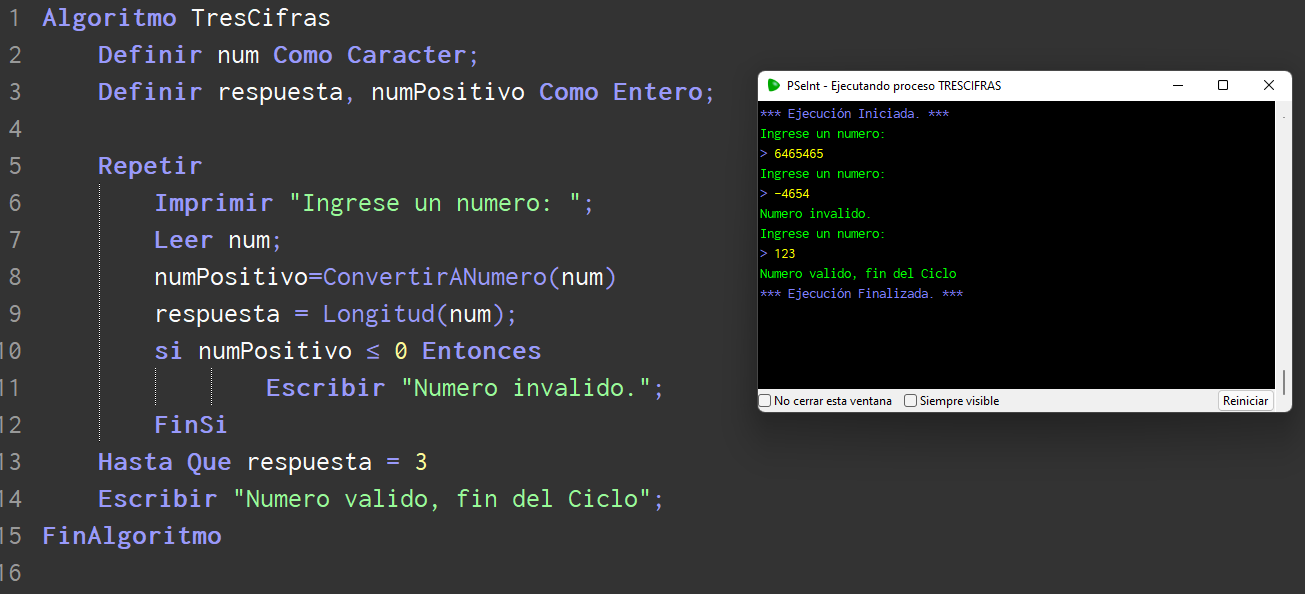 1 Algoritmo TresCifras
2 Definir num Como Caracter;
3 Definir respuesta, numPositivo Como Entero;
4
5 Repetir
6 Imprimir "Ingrese un numero: ";
7 Leer num;
8 numPositivo=ConvertirANumero(num)
9 respuesta = Longitud(num);
10 si numPositivo ≤ 0 Entonces
11 Escribir "Numero invalido.";
12 FinSi
13 Hasta Que respuesta = 3
14 Escribir "Numero valido, fin del Ciclo";
15 FinAlgoritmo
16
PSeInt - Ejecutando proceso TRESCIFRAS
*** Ejecución Iniciada. ***
Ingrese un numero:
> 6465465
Ingrese un numero:
> -4654
Numero invalido.
Ingrese un numero:
> 123
Numero valido, fin del Ciclo
*** Ejecución Finalizada. ***
No cerrar esta ventana Siempre visible Reiniciar